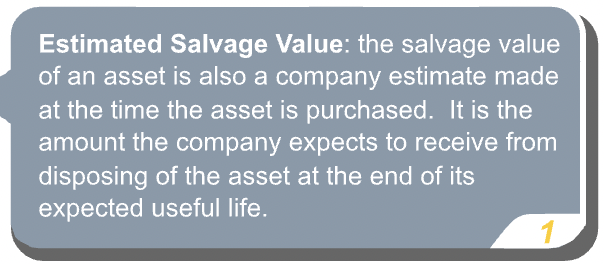 Estimated Salvage Value: the salvage value
of an asset is also a company estimate made
at the time the asset is purchased.  It is the
amount the company expects to receive from
disposing of the asset at the end of its
expected useful life.
1